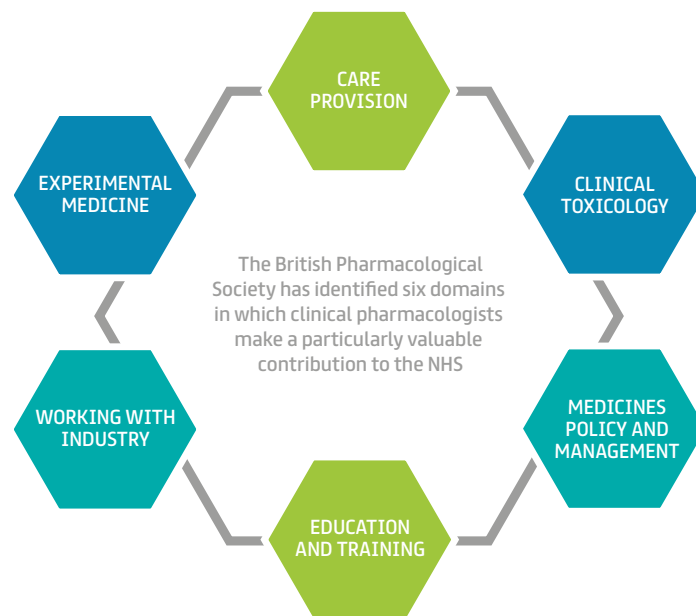 CARE
PROVISION
EXPERIMENTAL
MEDICINE
CLINICAL
TOXICOLOGY
The British Pharmacological
Society has identified six domains
in which clinical pharmacologists
make a particularly valuable
contribution to the NHS
WORKING WITH
INDUSTRY
MEDICINES
POLICY AND
MANAGEMENT
EDUCATION
AND TRAINING